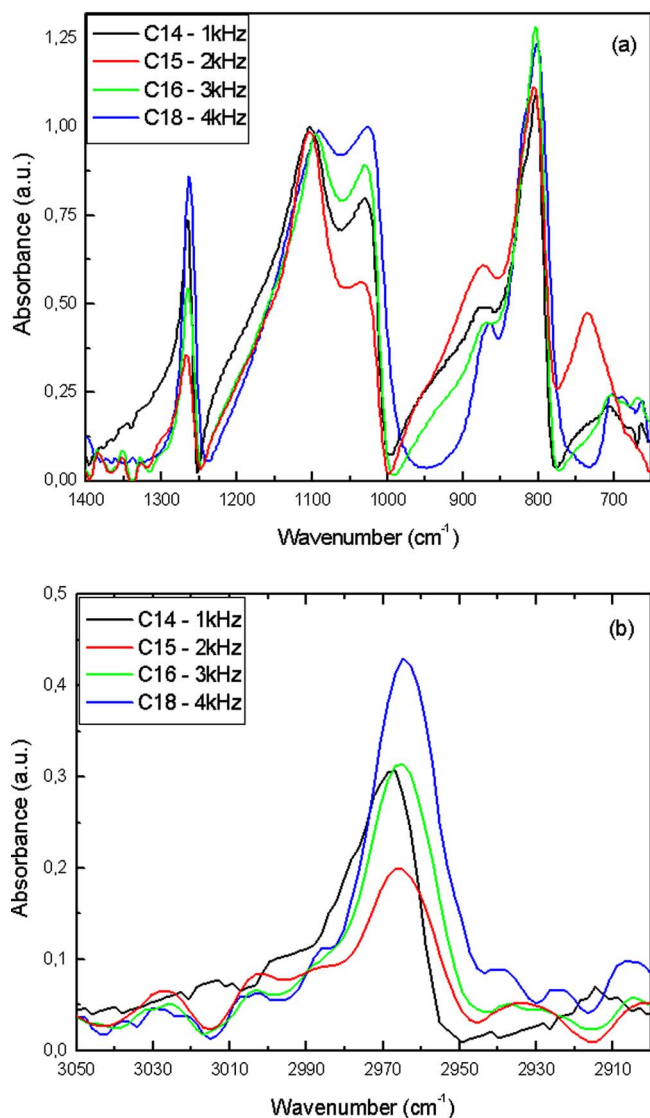 1,25
1,00
0,75
0,50
0,25
0,00
Absorbance (a.u.)
C14 - 1kHz
C15 - 2kHz
C16 - 3kHz
C18 - 4kHz
(a)
1400 1300 1200 1100 1000 900 800 700
Wavenumber (cm⁻¹)
0,5
0,4
0,3
0,2
0,1
0,0
Absorbance (a.u.)
C14 - 1kHz
C15 - 2kHz
C16 - 3kHz
C18 - 4kHz
(b)
3050 3030 3010 2990 2970 2950 2930 2910
Wavenumber (cm⁻¹)